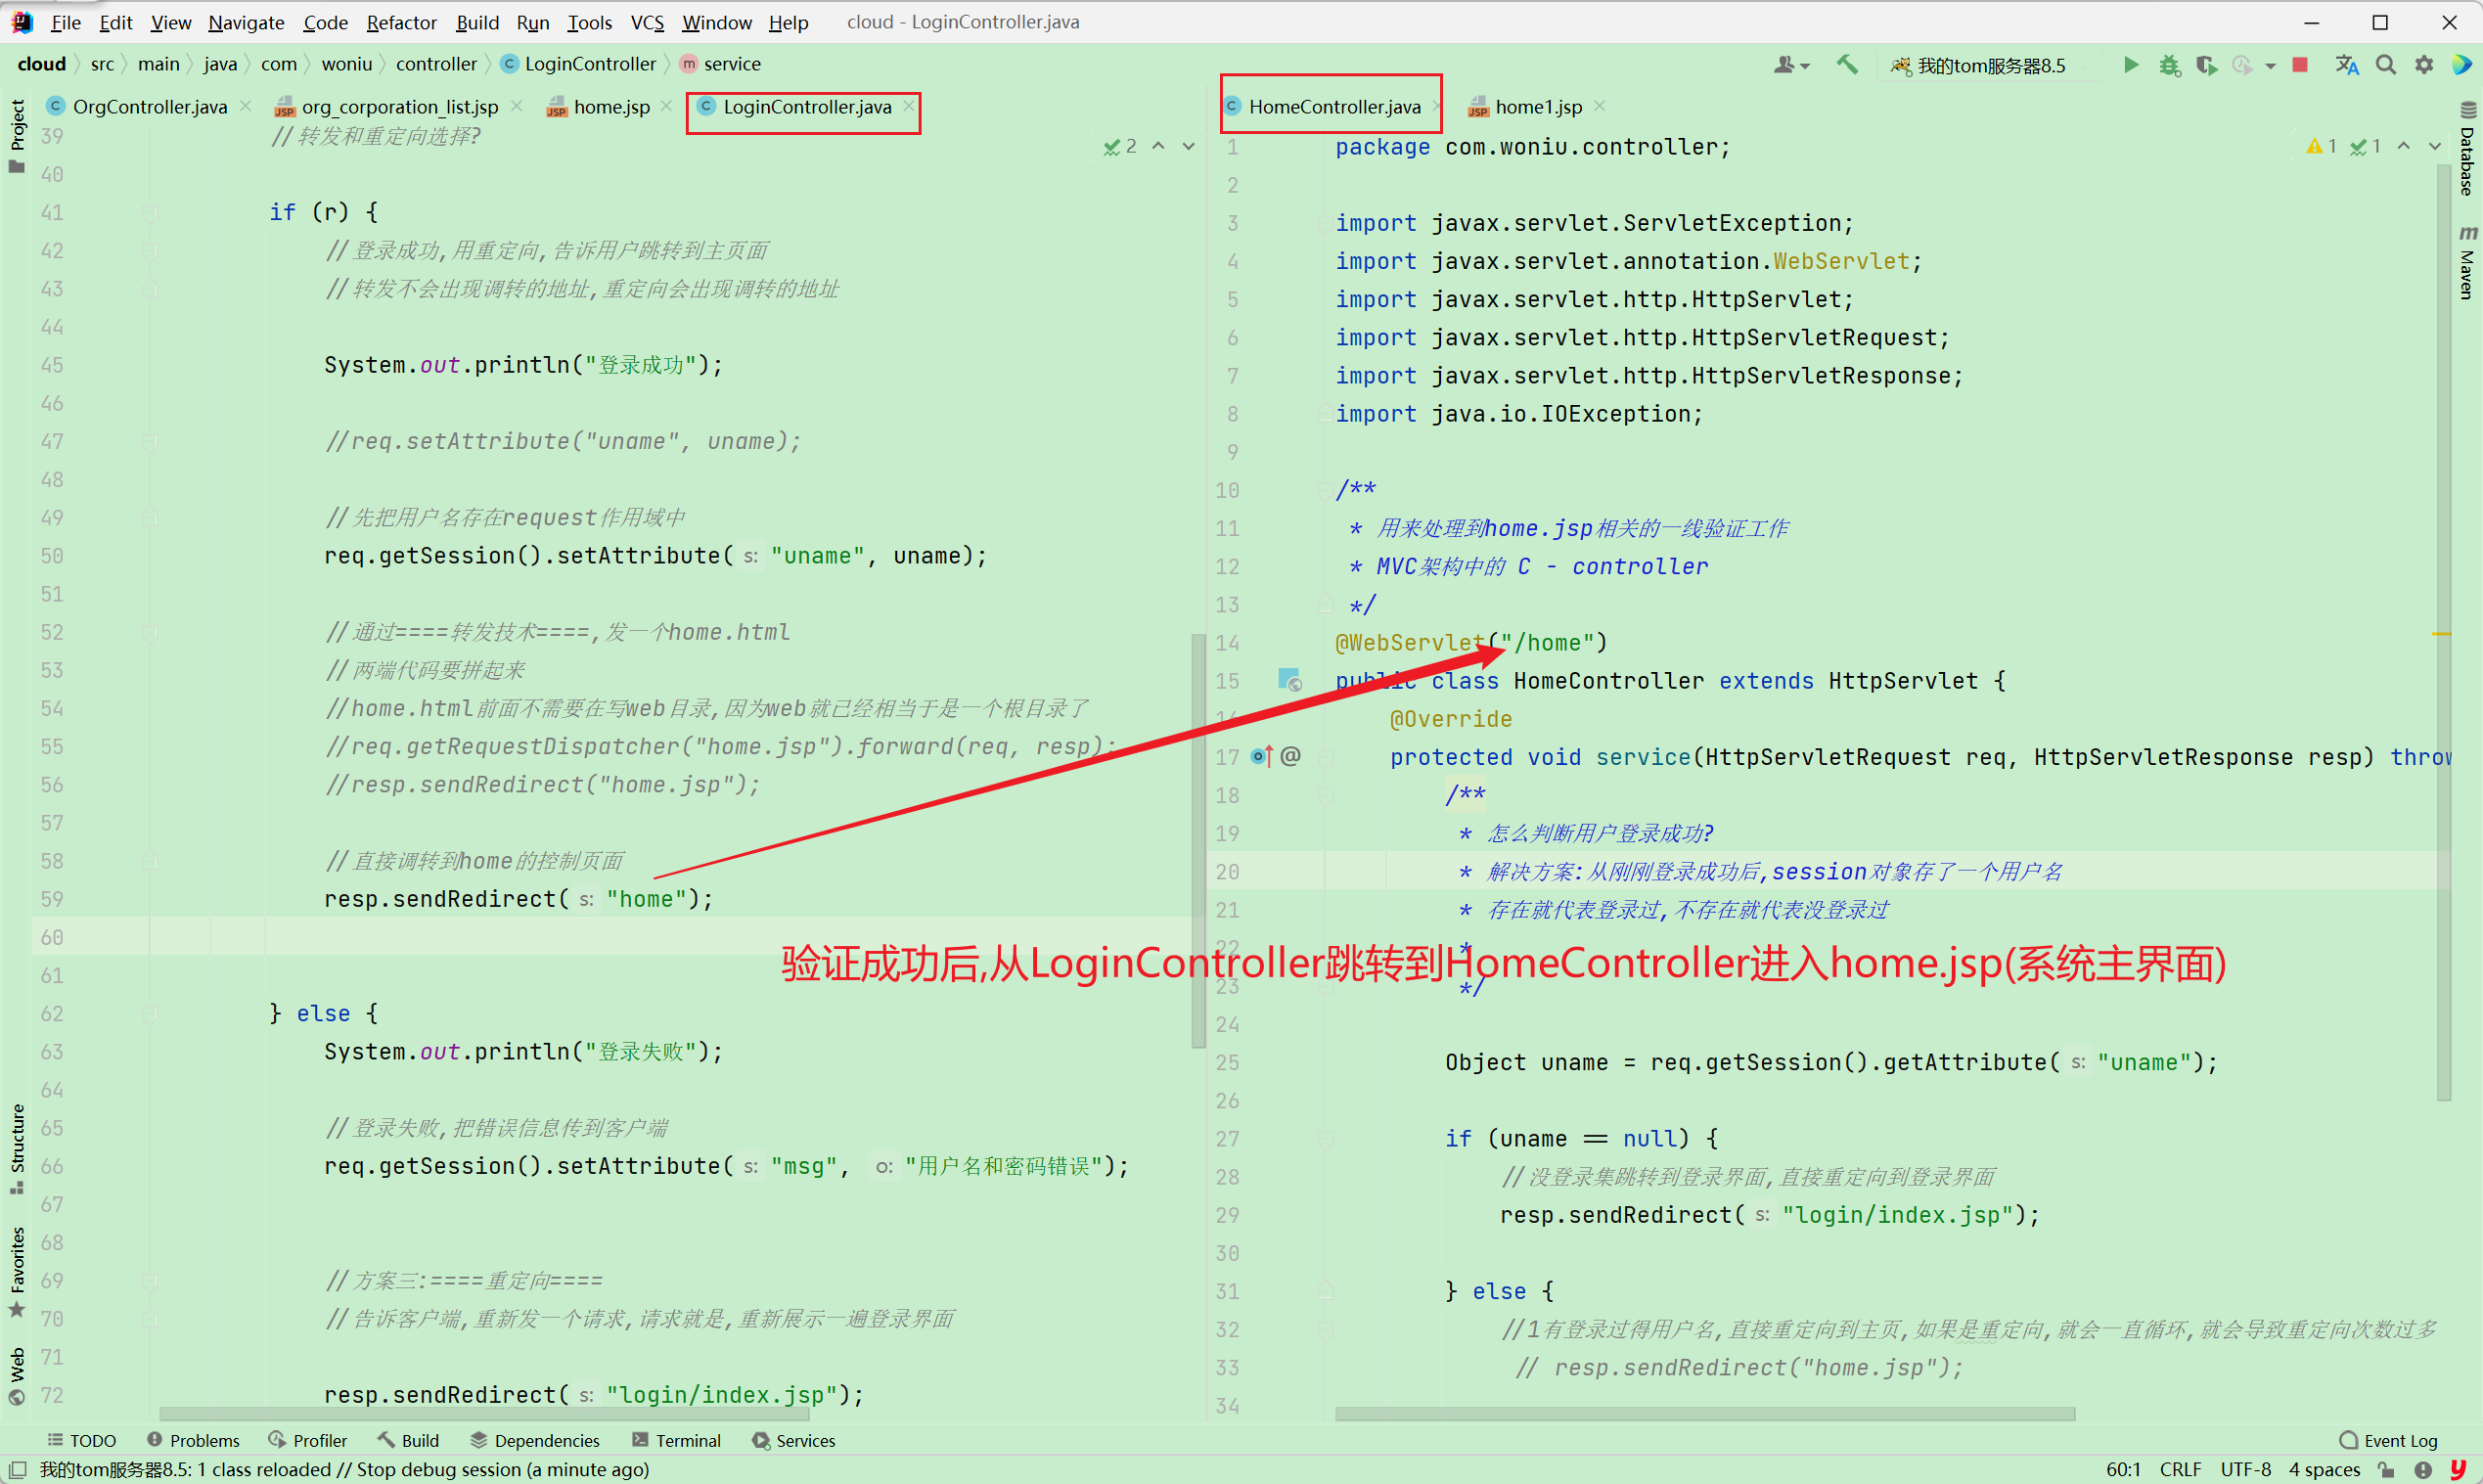 File Edit View Navigate Code Refactor Build Run Tools VCS Window Help cloud - LoginController.java
cloud src main java com woniu controller LoginController service 我的tom服务器8.5
OrgController.java org_corporation_list.jsp home.jsp LoginController.java HomeController.java home1.jsp
Project
Structure
Favorites
Web
2
39 //转发和重定向选择?
40
41 if (r) {
42 //登录成功,用重定向,告诉用户跳转到主页面
43 //转发不会出现调转的地址,重定向会出现调转的地址
44
45 System.out.println("登录成功");
46
47 //req.setAttribute("uname", uname);
48
49 //先把用户名存在request作用域中
50 req.getSession().setAttribute( s: "uname", uname);
51
52 //通过====转发技术====,发一个home.html
53 //两端代码要拼起来
54 //home.html前面不需要在写web目录,因为web就已经相当于是一个根目录了
55 //req.getRequestDispatcher("home.jsp").forward(req, resp);
56 //resp.sendRedirect("home.jsp");
57
58 //直接调转到home的控制页面
59 resp.sendRedirect( s: "home");
60
61
62 } else {
63 System.out.println("登录失败");
64
65 //登录失败,把错误信息传到客户端
66 req.getSession().setAttribute( s: "msg", o: "用户名和密码错误");
67
68
69 //方案三:====重定向====
70 //告诉客户端,重新发一个请求,请求就是,重新展示一遍登录界面
71
72 resp.sendRedirect( s: "login/index.jsp");
1 1
1 package com.woniu.controller;
2
3 import javax.servlet.ServletException;
4 import javax.servlet.annotation.WebServlet;
5 import javax.servlet.http.HttpServlet;
6 import javax.servlet.http.HttpServletRequest;
7 import javax.servlet.http.HttpServletResponse;
8 import java.io.IOException;
9
10 /**
11 * 用来处理到home.jsp相关的一线验证工作
12 * MVC架构中的 C - controller
13 */
14 @WebServlet("/home")
15 public class HomeController extends HttpServlet {
16 @Override
17 @ protected void service(HttpServletRequest req, HttpServletResponse resp) throw
18 /**
19 * 怎么判断用户登录成功?
20 * 解决方案:从刚刚登录成功后,session对象存了一个用户名
21 * 存在就代表登录过,不存在就代表没登录过
22 *
验证成功后,从LoginController跳转到HomeController进入home.jsp(系统主界面)
23 */
24
25 Object uname = req.getSession().getAttribute( s: "uname");
26
27 if (uname == null) {
28 //没登录集跳转到登录界面,直接重定向到登录界面
29 resp.sendRedirect( s: "login/index.jsp");
30
31 } else {
32 //1有登录过得用户名,直接重定向到主页,如果是重定向,就会一直循环,就会导致重定向次数过多
33 // resp.sendRedirect("home.jsp");
34
Database
Maven
TODO Problems Profiler Build Dependencies Terminal Services Event Log
我的tom服务器8.5: 1 class reloaded // Stop debug session (a minute ago) 60:1 CRLF UTF-8 4 spaces